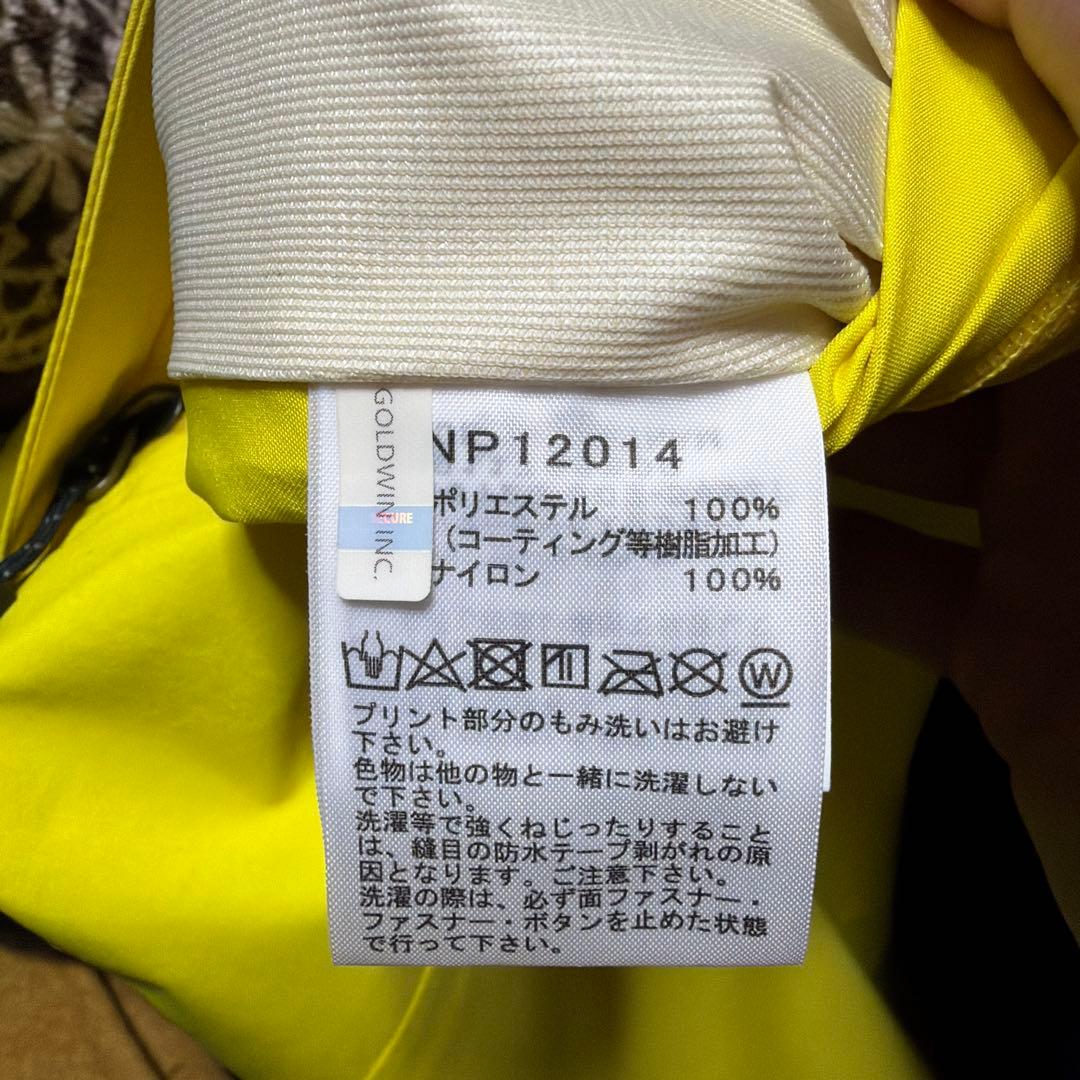 GOLDWIN INC.
NP12014
ポリエステル 100%
(コーティング等樹脂加工)
ナイロン 100%
W
プリント部分のもみ洗いはお避け
下さい。
色物は他の物と一緒に洗濯しない
で下さい。
洗濯等で強くねじったりすること
は、縫目の防水テープ剥がれの原
因となります。ご注意下さい。
洗濯の際は、必ず面ファスナー・
ファスナー・ボタンを止めた状態
で行って下さい。